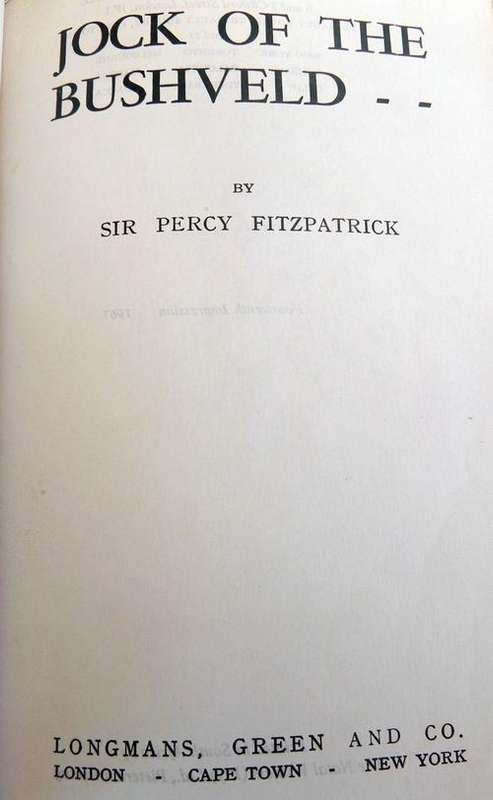 JOCK OF THE
BUSHVELD - -
BY
SIR PERCY FITZPATRICK
LONGMANS, GREEN AND CO.
LONDON - CAPE TOWN - NEW YORK